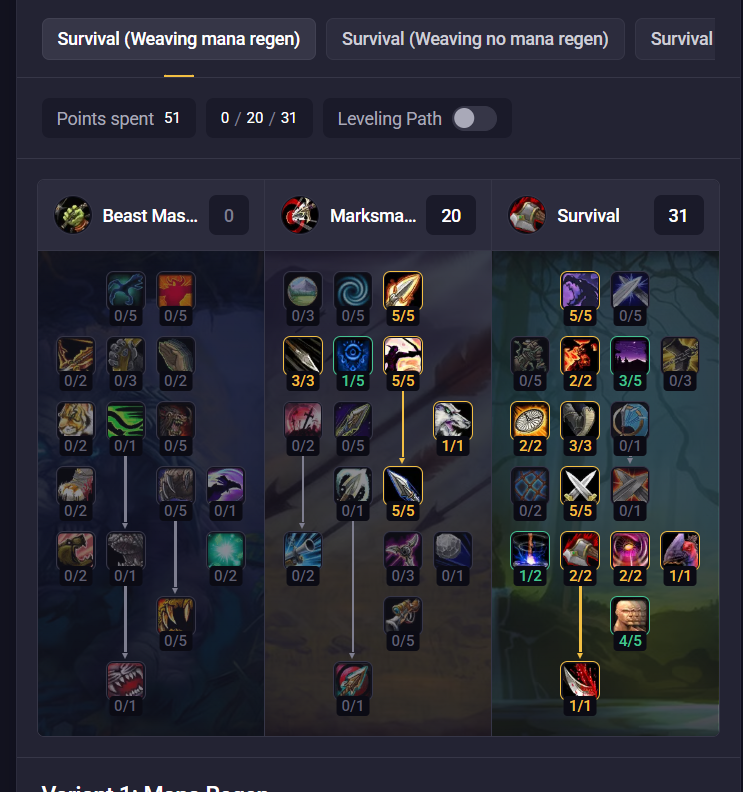 Survival (Weaving mana regen) Survival (Weaving no mana regen) Survival
Points spent 51 0 / 20 / 31 Leveling Path
Beast Mas... 0 Marksma... 20 Survival 31
0/5 0/5 0/3 0/5 5/5 5/5 0/5
0/2 0/3 0/2 3/3 1/5 5/5 0/5 2/2 3/5 0/3
0/2 0/1 0/5 0/2 0/5 1/1 2/2 3/3 0/1
0/2 0/5 0/1 0/1 5/5 0/2 5/5 0/1
0/2 0/1 0/2 0/2 0/3 0/1 1/2 2/2 2/2 1/1
0/5 0/5 4/5
0/1 0/1 1/1
Variant 1: Mana Regen